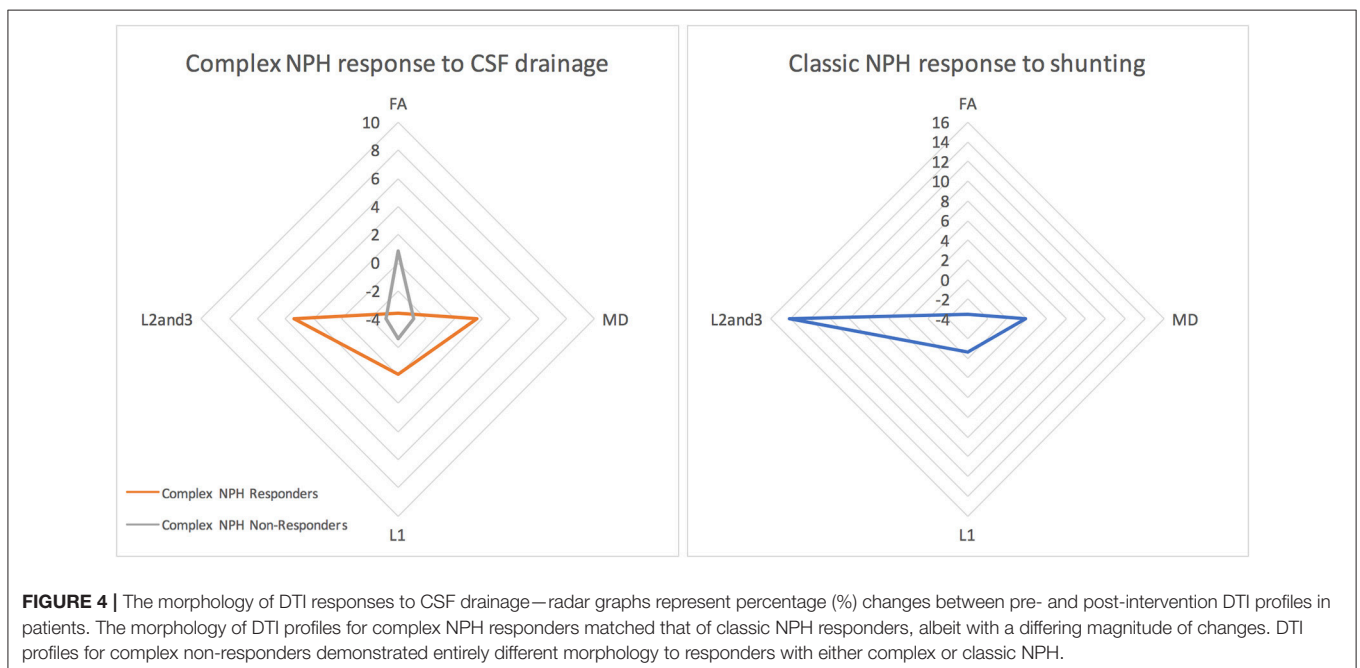 Complex NPH response to CSF drainage
FA
10
8
6
4
2
0
-2
-4
L2and3
MD
L1
Complex NPH Responders
Complex NPH Non-Responders
Classic NPH response to shunting
FA
16
14
12
10
8
6
4
2
0
-2
-4
L2and3
MD
L1
FIGURE 4 | The morphology of DTI responses to CSF drainage—radar graphs represent percentage (%) changes between pre- and post-intervention DTI profiles in
patients. The morphology of DTI profiles for complex NPH responders matched that of classic NPH responders, albeit with a differing magnitude of changes. DTI
profiles for complex non-responders demonstrated entirely different morphology to responders with either complex or classic NPH.